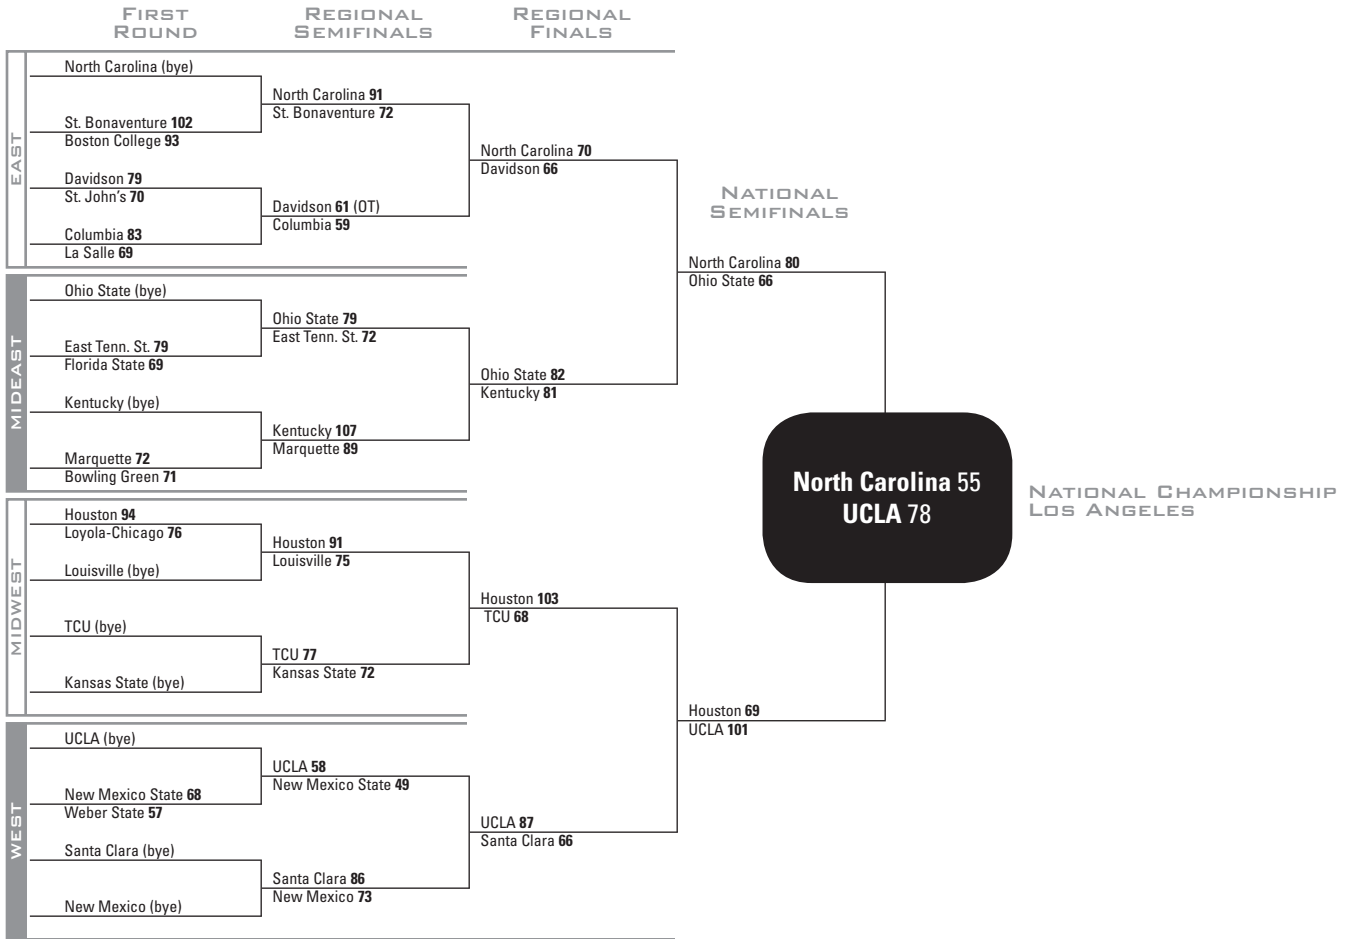 FIRST
ROUND
REGIONAL
SEMIFINALS
REGIONAL
FINALS
EAST
North Carolina (bye)
St. Bonaventure 102
Boston College 93
Davidson 79
St. John's 70
Columbia 83
La Salle 69
North Carolina 91
St. Bonaventure 72
Davidson 61 (OT)
Columbia 59
North Carolina 70
Davidson 66
MIDEAST
Ohio State (bye)
East Tenn. St. 79
Florida State 69
Kentucky (bye)
Marquette 72
Bowling Green 71
Ohio State 79
East Tenn. St. 72
Kentucky 107
Marquette 89
Ohio State 82
Kentucky 81
MIDWEST
Houston 94
Loyola-Chicago 76
Louisville (bye)
TCU (bye)
Kansas State (bye)
Houston 91
Louisville 75
TCU 77
Kansas State 72
Houston 103
TCU 68
WEST
UCLA (bye)
New Mexico State 68
Weber State 57
Santa Clara (bye)
New Mexico (bye)
UCLA 58
New Mexico State 49
Santa Clara 86
New Mexico 73
UCLA 87
Santa Clara 66
NATIONAL
SEMIFINALS
North Carolina 80
Ohio State 66
Houston 69
UCLA 101
North Carolina 55
UCLA 78
NATIONAL CHAMPIONSHIP
LOS ANGELES